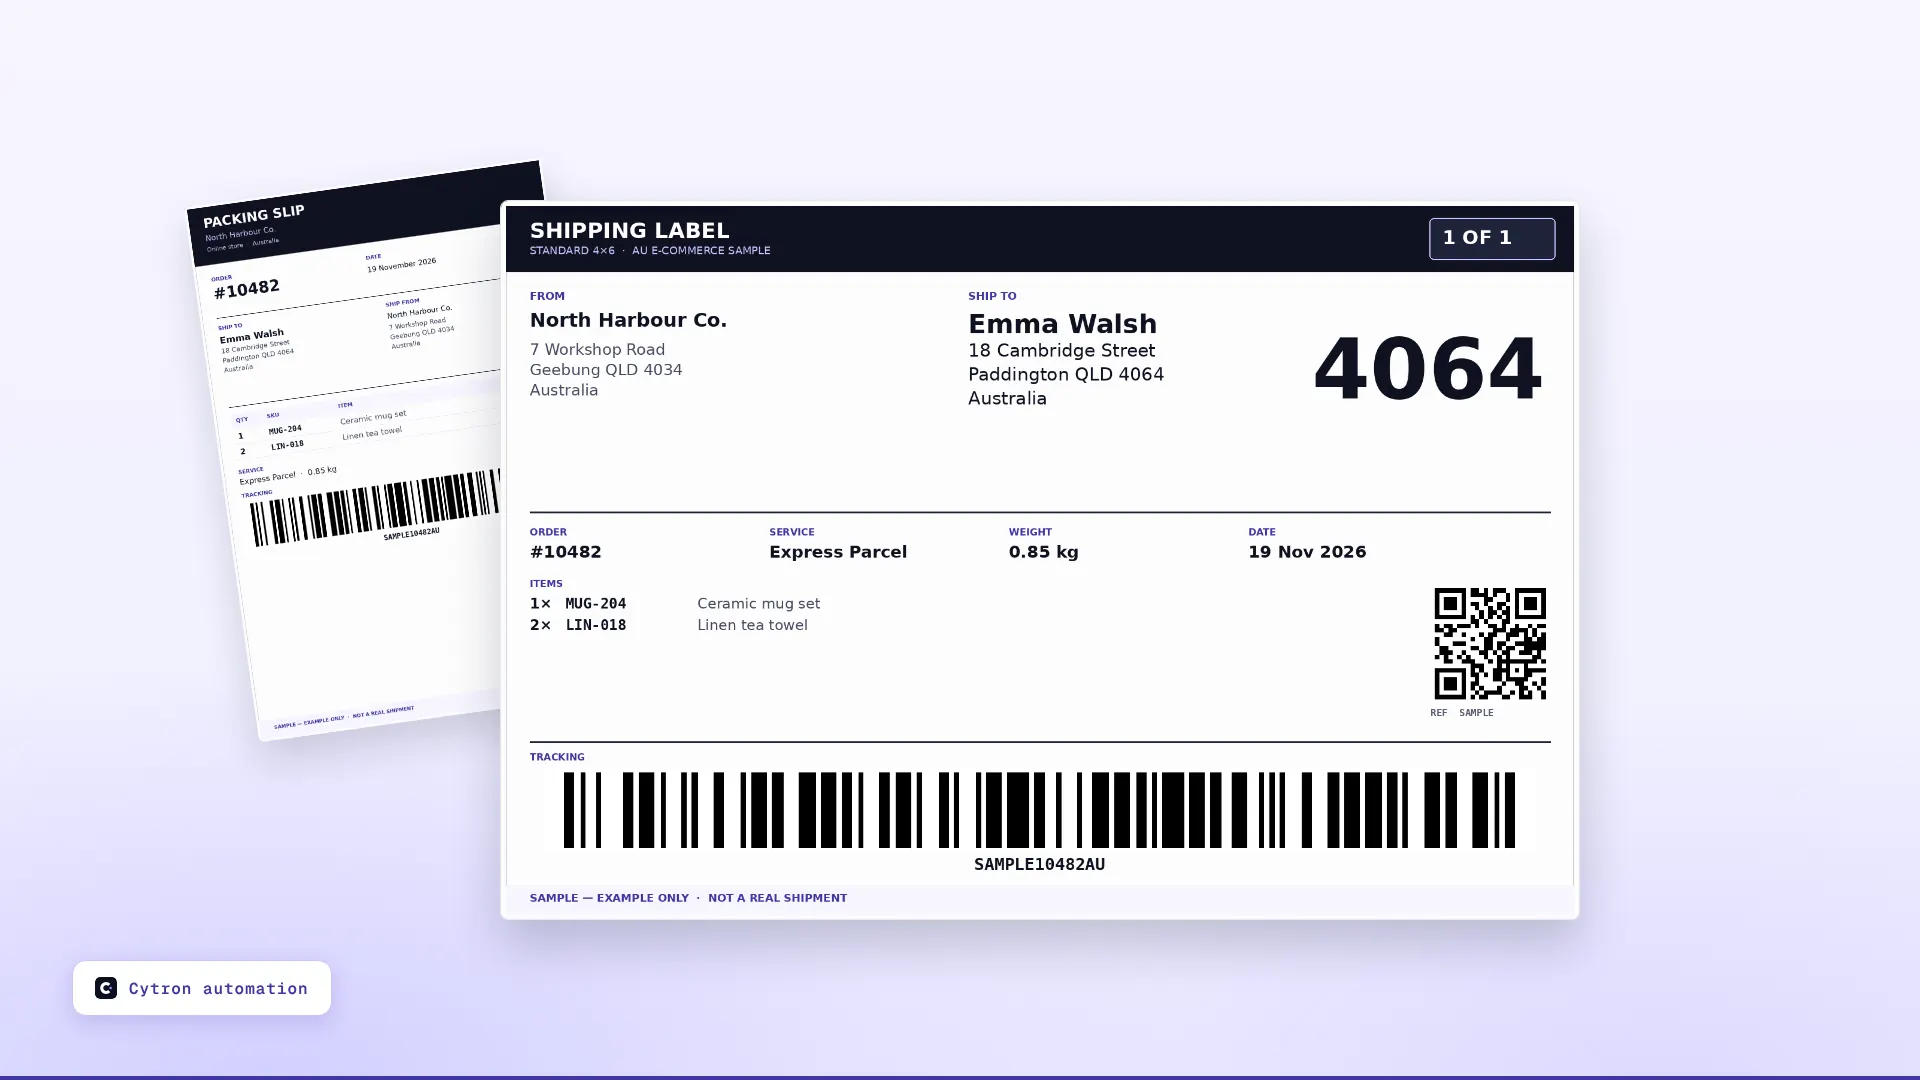 PACKING SLIP
North Harbour Co.
Online store · Australia
ORDER
#10482
DATE
19 November 2026
SHIP TO
Emma Walsh
18 Cambridge Street
Paddington QLD 4064
Australia
SHIP FROM
North Harbour Co.
7 Workshop Road
Geebung QLD 4034
Australia
QTY SKU ITEM
1 MUG-204 Ceramic mug set
2 LIN-018 Linen tea towel
SERVICE
Express Parcel · 0.85 kg
TRACKING
SAMPLE10482AU
SAMPLE — EXAMPLE ONLY · NOT A REAL SHIPMENT
SHIPPING LABEL
STANDARD 4×6 · AU E-COMMERCE SAMPLE
1 OF 1
FROM
North Harbour Co.
7 Workshop Road
Geebung QLD 4034
Australia
SHIP TO
Emma Walsh
18 Cambridge Street
Paddington QLD 4064
Australia
4064
ORDER
#10482
SERVICE
Express Parcel
WEIGHT
0.85 kg
DATE
19 Nov 2026
ITEMS
1× MUG-204 Ceramic mug set
2× LIN-018 Linen tea towel
REF SAMPLE
TRACKING
SAMPLE10482AU
SAMPLE — EXAMPLE ONLY · NOT A REAL SHIPMENT
Cytron automation